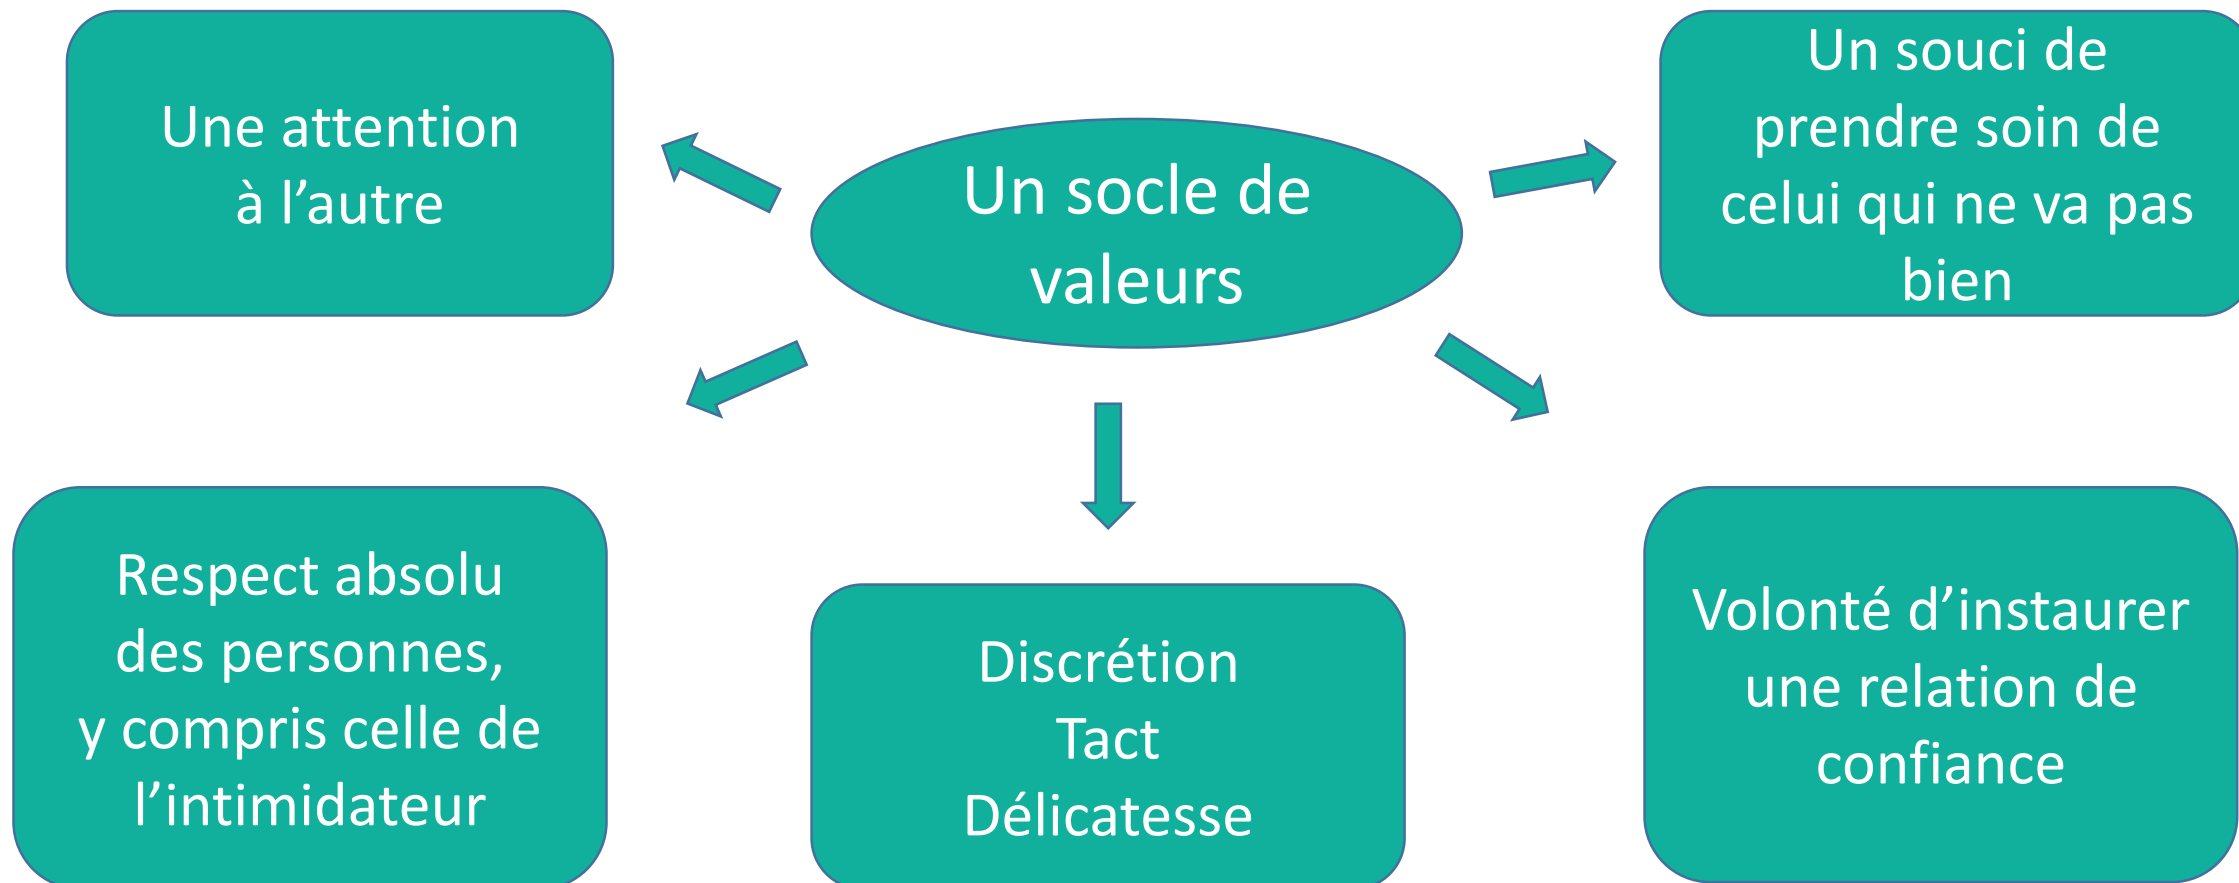 Une attention
à l’autre
Un socle de
valeurs
Un souci de
prendre soin de
celui qui ne va pas
bien
Respect absolu
des personnes,
y compris celle de
l’intimidateur
Discrétion
Tact
Délicatesse
Volonté d’instaurer
une relation de
confiance